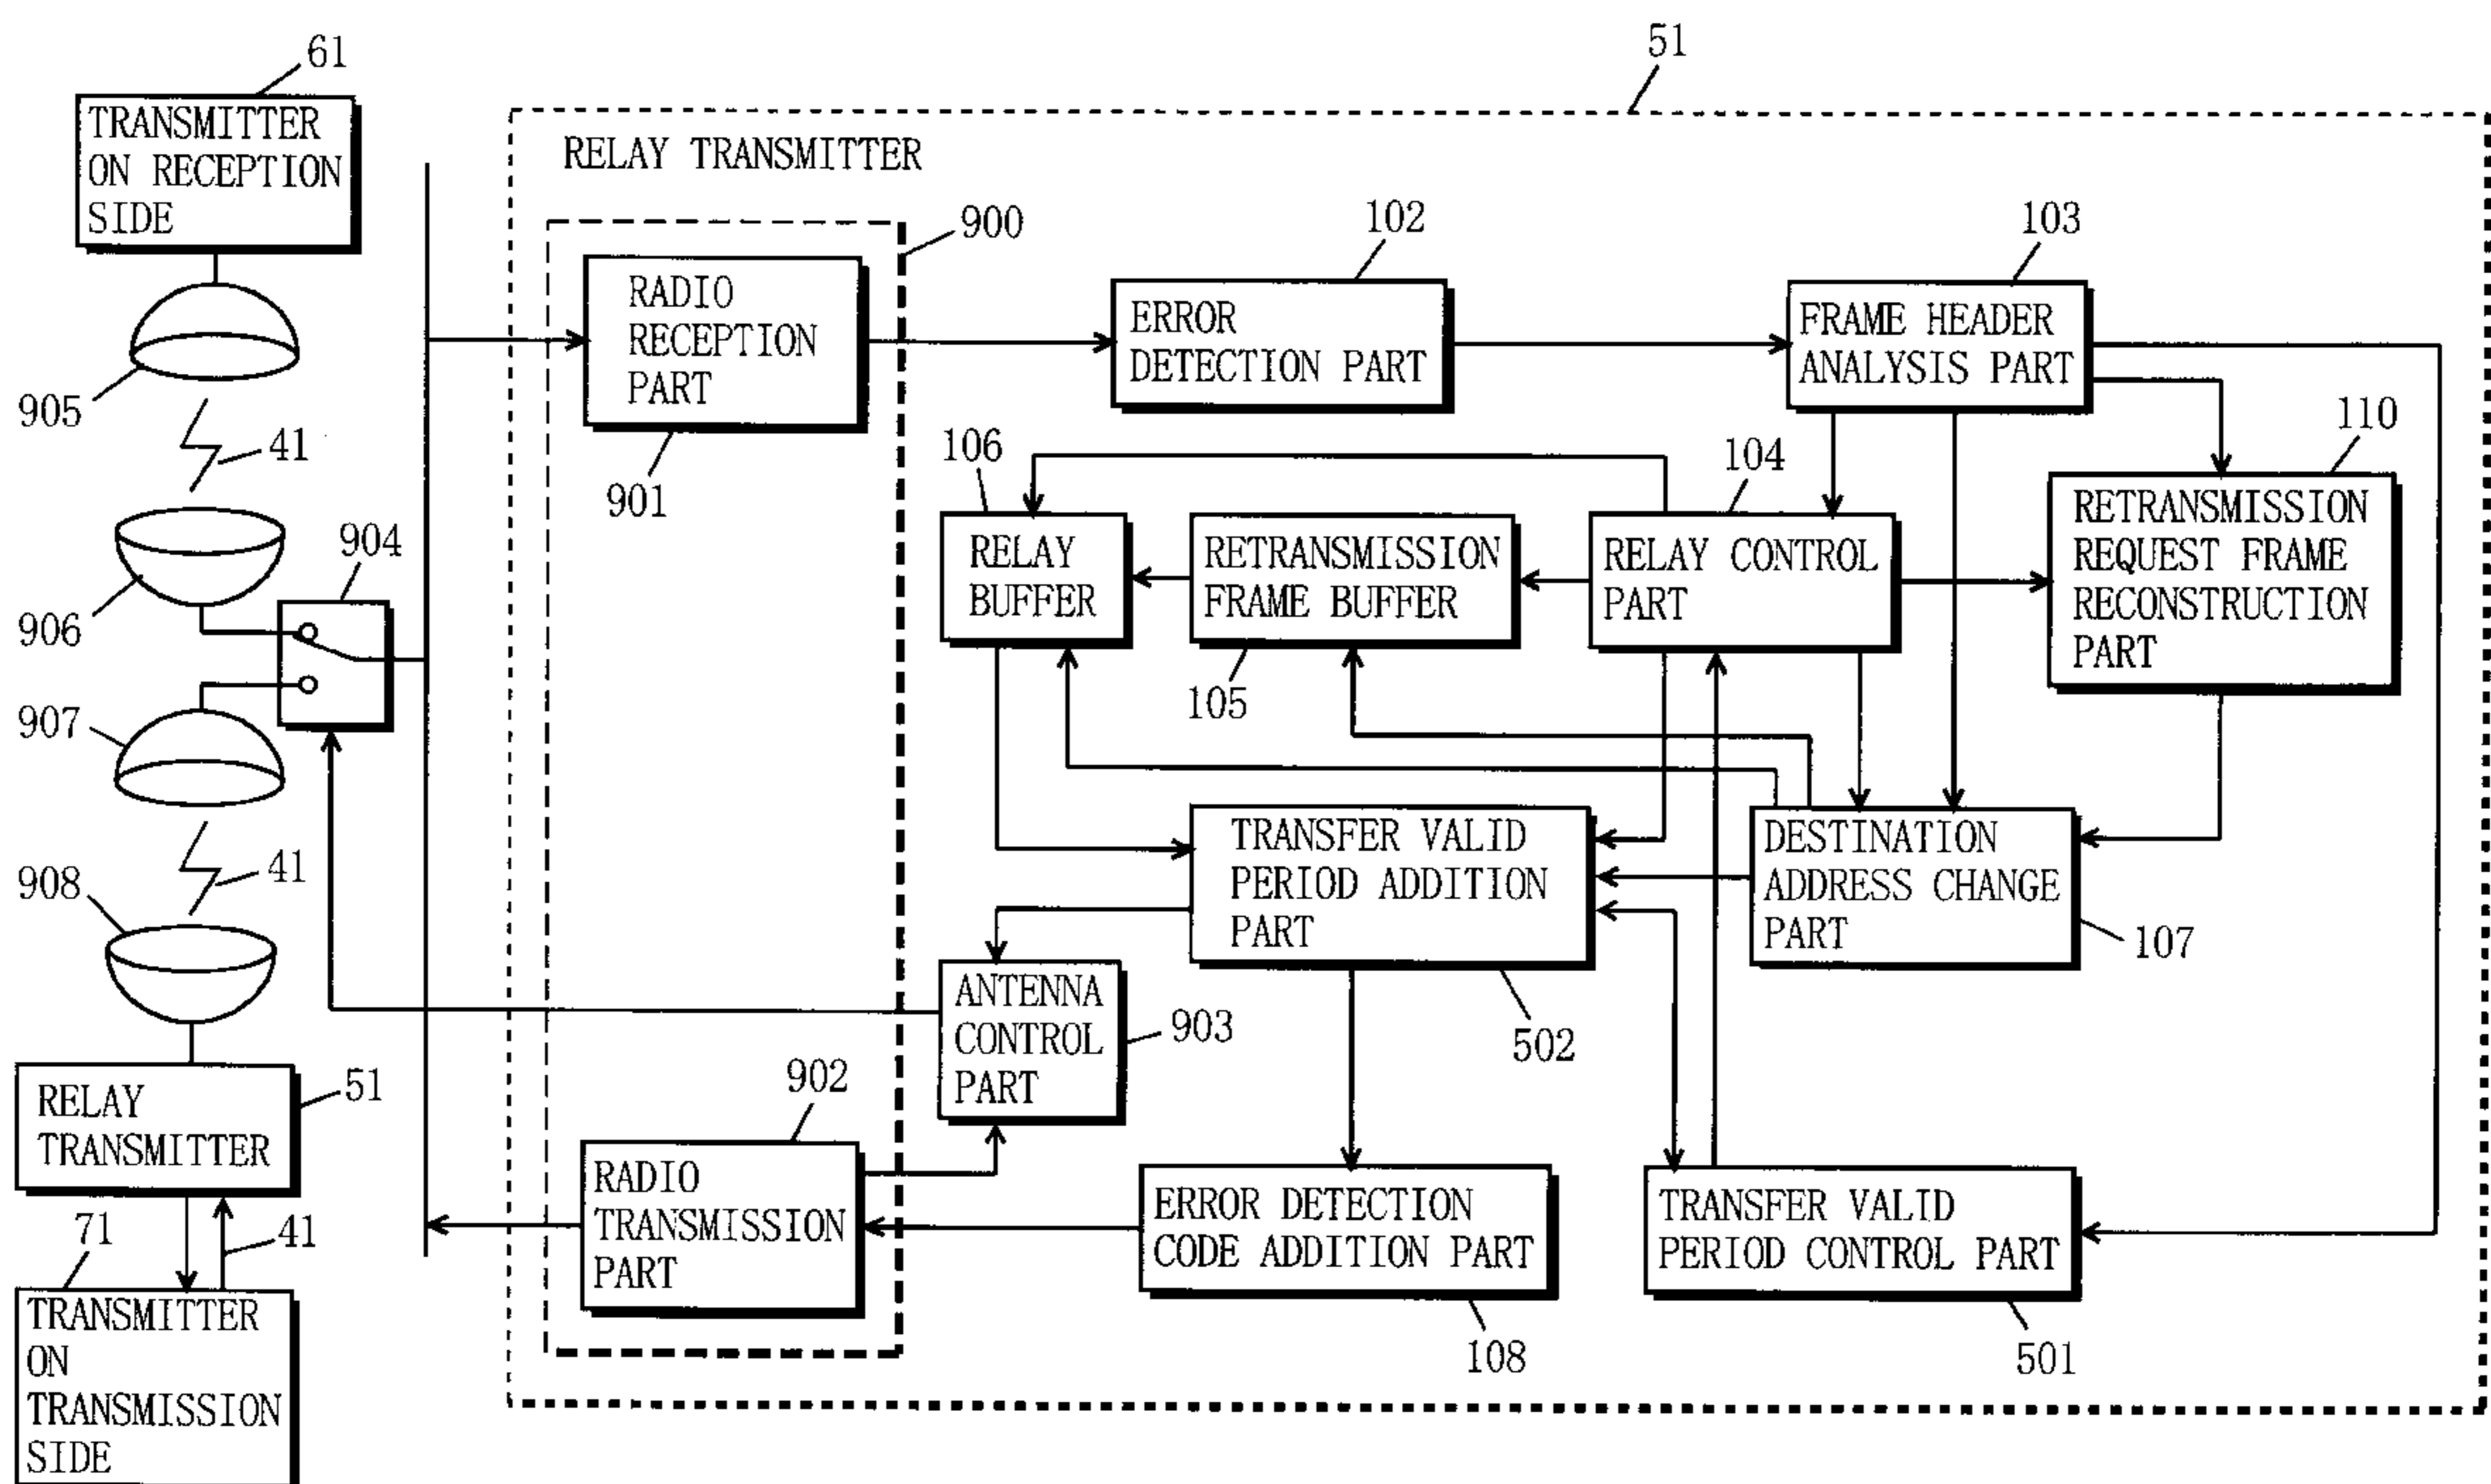 61
TRANSMITTER
ON RECEPTION
SIDE
905
41
906
904
907
41
908
RELAY
TRANSMITTER
51
71
41
TRANSMITTER
ON
TRANSMISSION
SIDE
51
RELAY TRANSMITTER
900
RADIO
RECEPTION
PART
901
102
ERROR
DETECTION PART
103
FRAME HEADER
ANALYSIS PART
106
RELAY
BUFFER
RETRANSMISSION
FRAME BUFFER
105
104
RELAY CONTROL
PART
110
RETRANSMISSION
REQUEST FRAME
RECONSTRUCTION
PART
TRANSFER VALID
PERIOD ADDITION
PART
502
DESTINATION
ADDRESS CHANGE
PART
107
ANTENNA
CONTROL
PART
903
902
RADIO
TRANSMISSION
PART
ERROR DETECTION
CODE ADDITION PART
108
TRANSFER VALID
PERIOD CONTROL PART
501